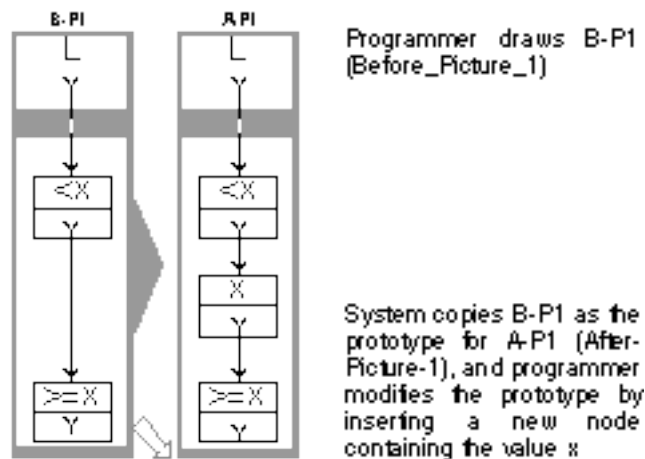 B-P1
A-P1
L
L
<X
<X
X
>=X
>=X
Programmer draws B-P1
(Before_Picture_1)
System copies B-P1 as the
prototype for A-P1 (After-
Picture-1), and programmer
modifies the prototype by
inserting a new node
containing the value x